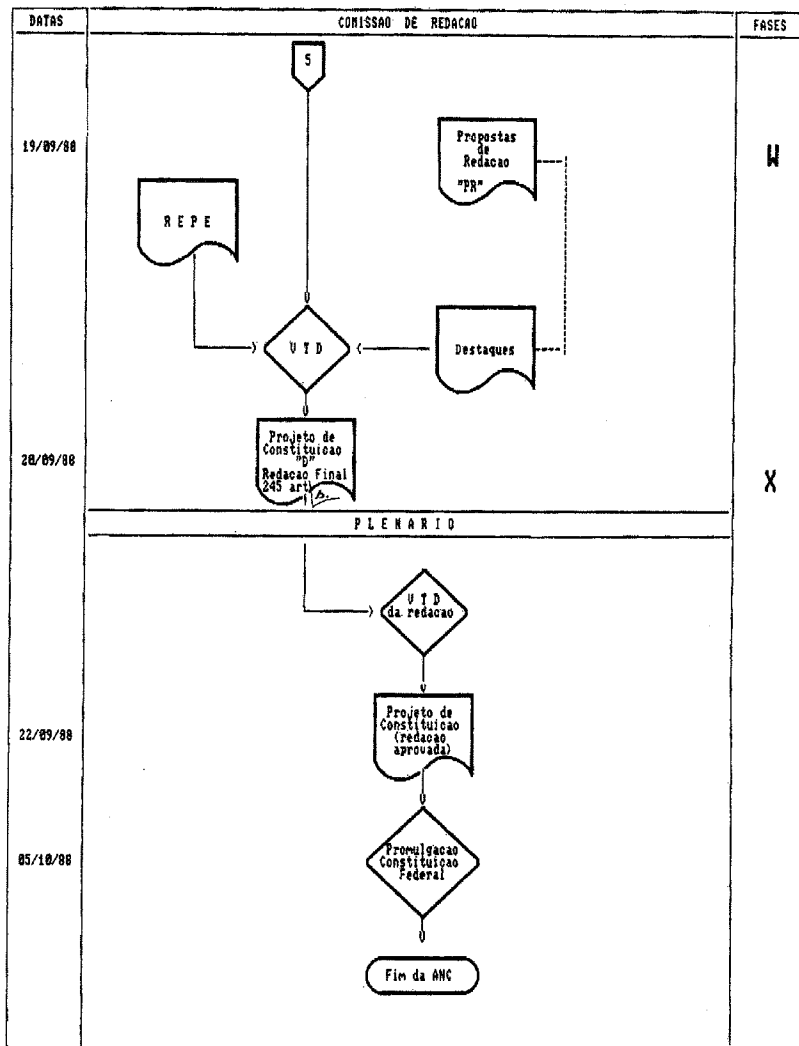 DATAS
COMISSAO DE REDACAO
FASES
5
19/09/88
Propostas
de
Redacao
"PR"
W
R E P E
V T D
Destaques
20/09/88
Projeto de
Constituicao
"D"
Redacao Final
245 art
X
P L E N A R I O
V T D
da redacao
22/09/88
Projeto de
Constituicao
(redacao
aprovada)
05/10/88
Promulgacao
Constituicao
Federal
Fim da ANC